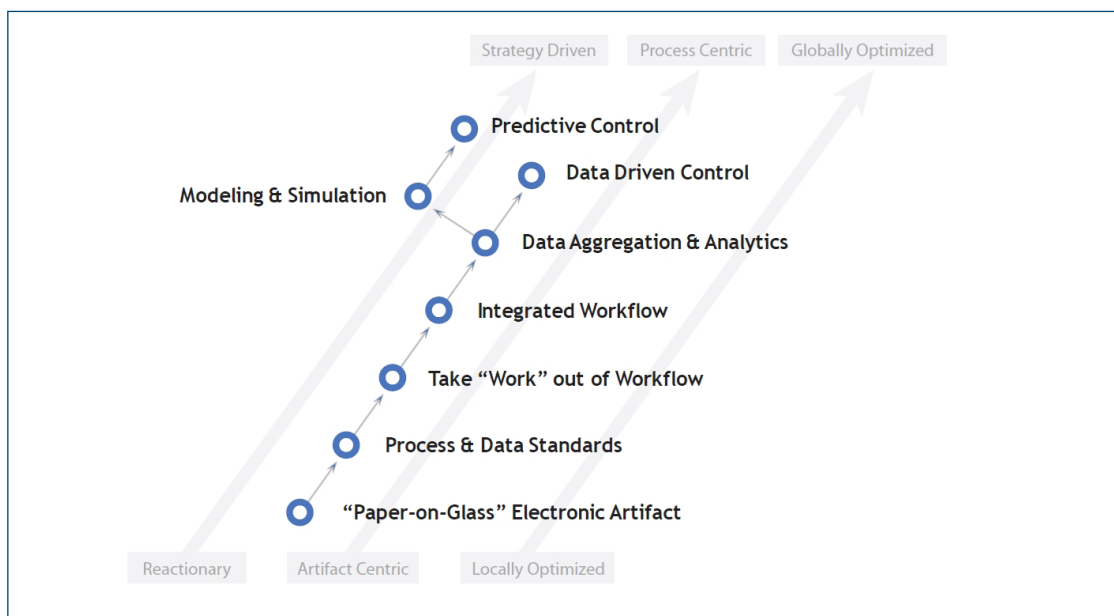 Strategy Driven
Process Centric
Globally Optimized
Predictive Control
Data Driven Control
Modeling & Simulation
Data Aggregation & Analytics
Integrated Workflow
Take “Work” out of Workflow
Process & Data Standards
“Paper-on-Glass” Electronic Artifact
Reactionary
Artifact Centric
Locally Optimized